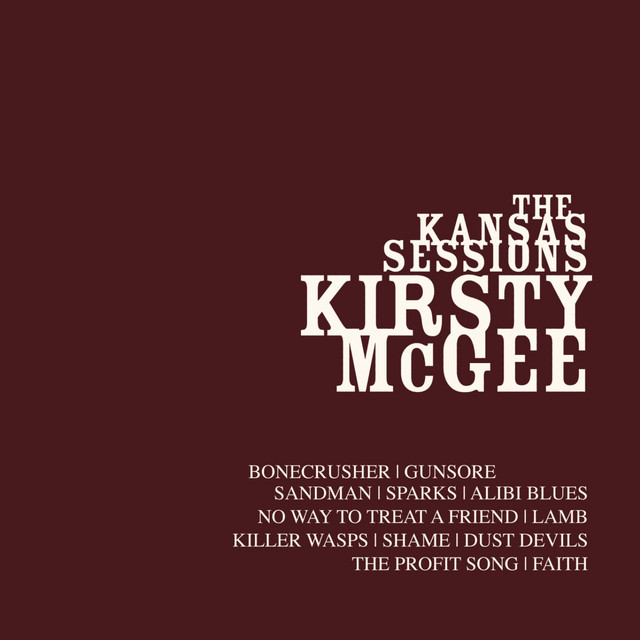 THE
KANSAS
SESSIONS
KIRSTY
McGEE
BONECRUSHER | GUNSORE
SANDMAN | SPARKS | ALIBI BLUES
NO WAY TO TREAT A FRIEND | LAMB
KILLER WASPS | SHAME | DUST DEVILS
THE PROFIT SONG | FAITH